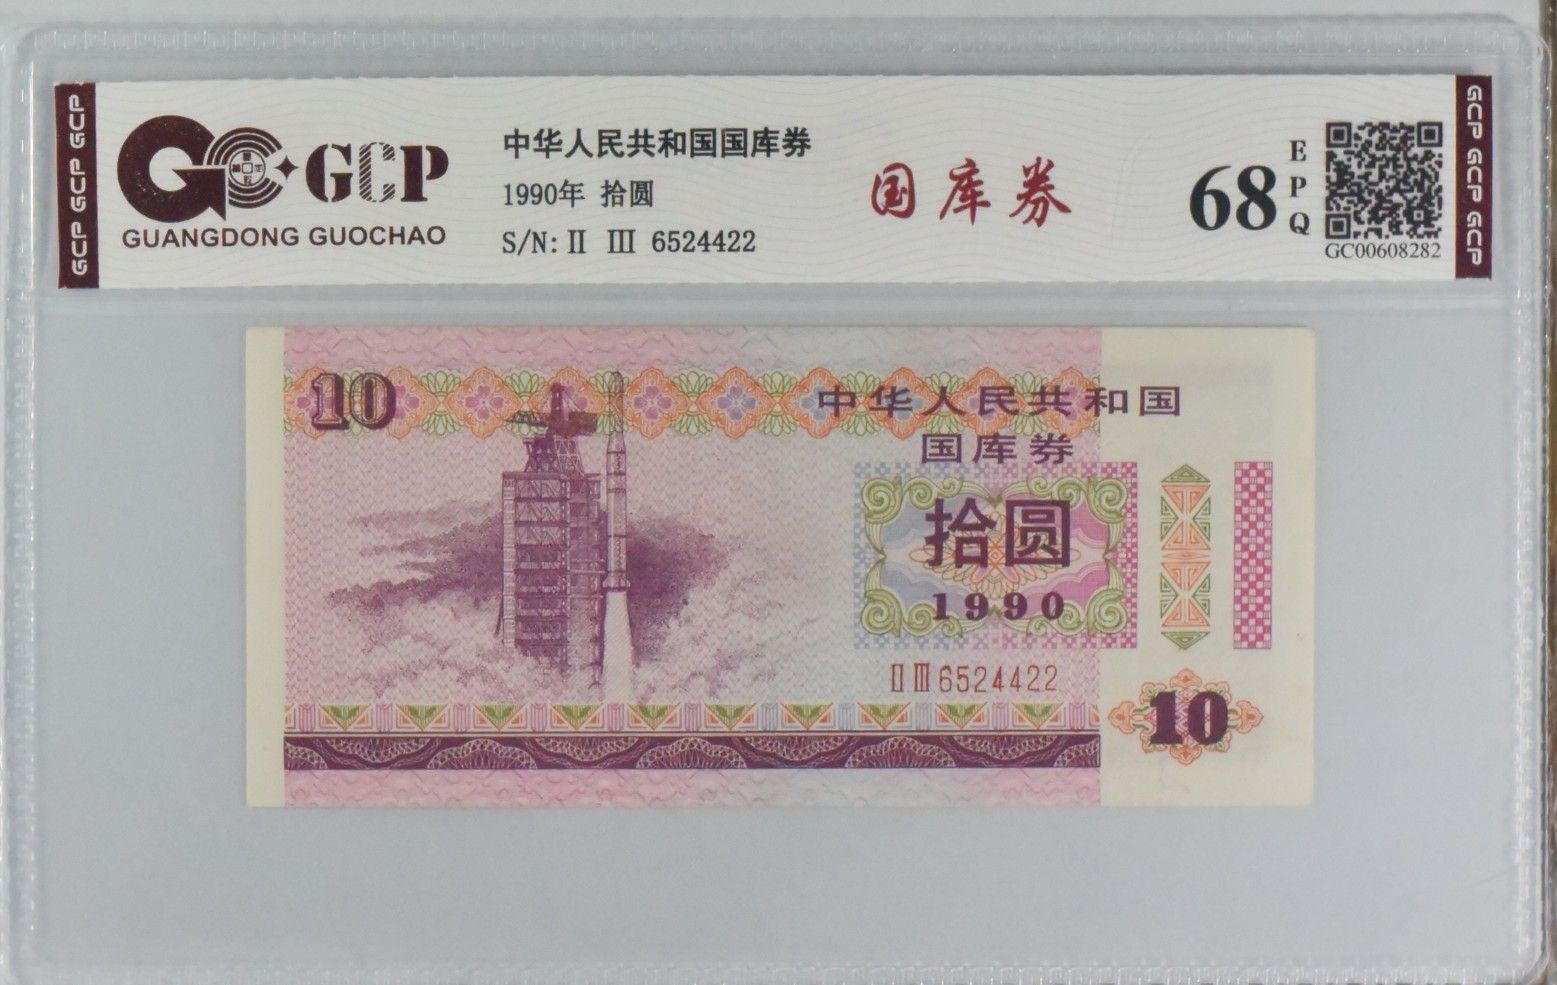 GCP GCP GCP
GCP
GUANGDONG GUOCHAO
中华人民共和国国库券
1990年 拾圆
S/N: II III 6524422
国库券
68
EPQ
GC00608282
GCP GCP GCP
10
中华人民共和国
国库券
拾圆
1990
II III 6524422
10